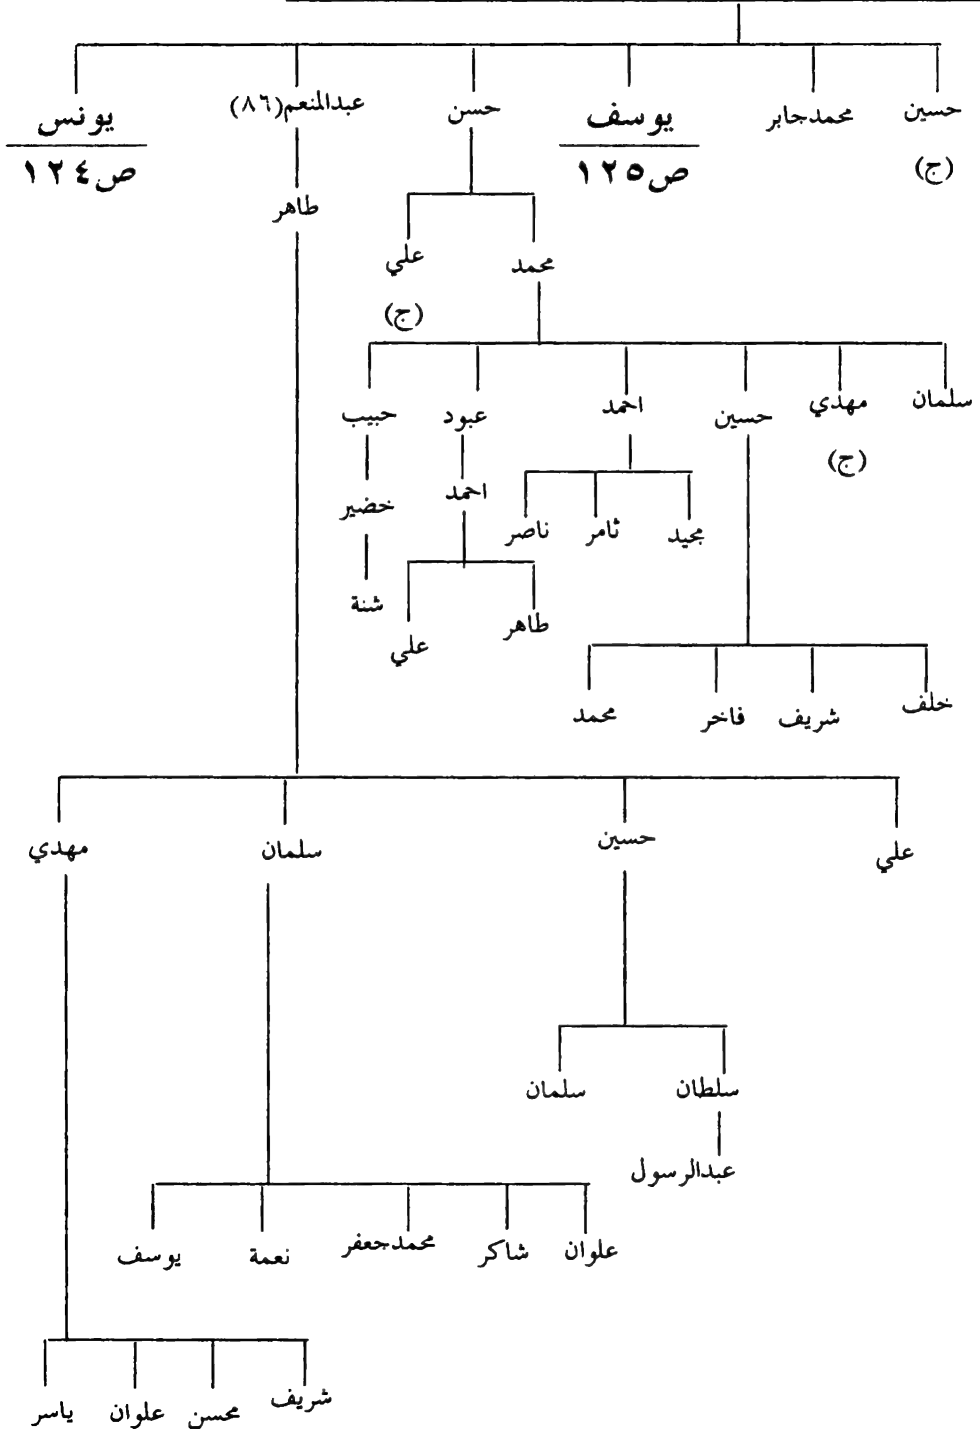 حسين محمدجابر يوسف حسن عبدالمنعم(٨٦) يونس
(ج) ص١٢٥ ص١٢٤
طاهر
محمد علي
(ج)
سلمان مهدي حسين احمد عبود حبيب
(ج)
احمد خضير
مجيد ثامر ناصر
شنة
طاهر علي
خلف شريف فاخر محمد
علي حسين سلمان مهدي
سلطان سلمان
عبدالرسول
علوان شاكر محمدجعفر نعمة يوسف
شريف محسن علوان ياسر